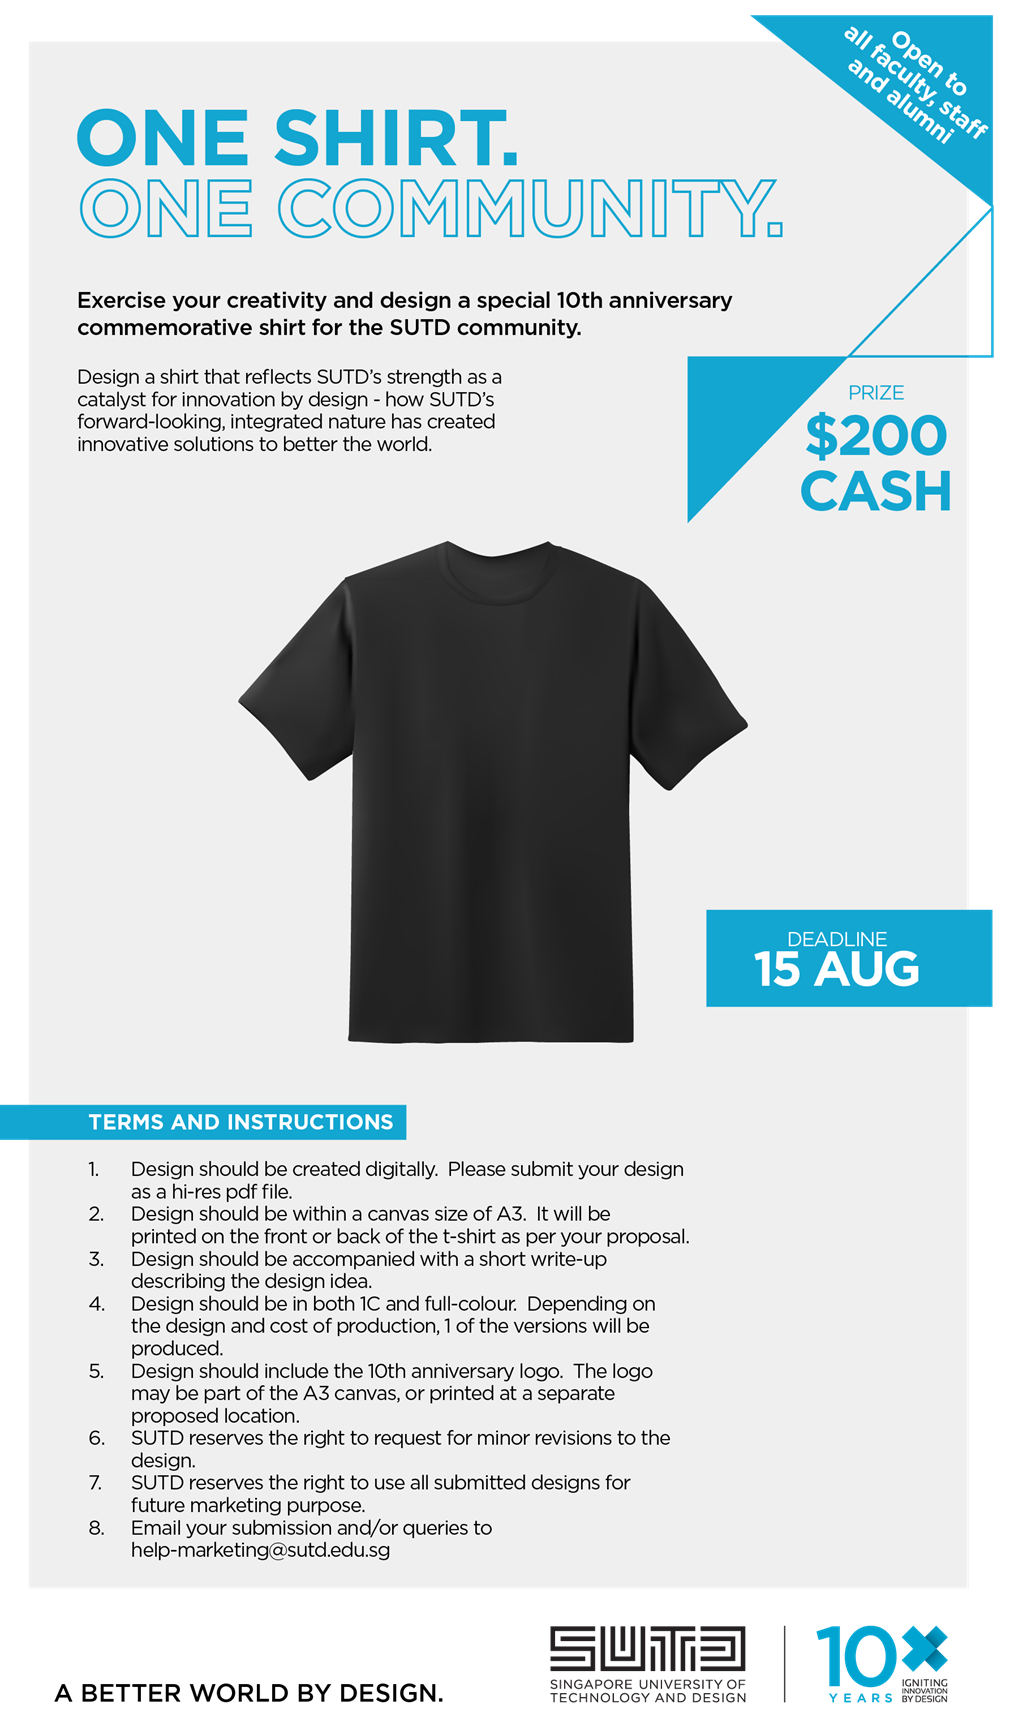 Open to
all faculty, staff
and alumni
ONE SHIRT.
ONE COMMUNITY.
Exercise your creativity and design a special 10th anniversary
commemorative shirt for the SUTD community.
Design a shirt that reflects SUTD's strength as a
catalyst for innovation by design - how SUTD's
forward-looking, integrated nature has created
innovative solutions to better the world.
PRIZE
$200
CASH
DEADLINE
15 AUG
TERMS AND INSTRUCTIONS
1. Design should be created digitally. Please submit your design
as a hi-res pdf file.
2. Design should be within a canvas size of A3. It will be
printed on the front or back of the t-shirt as per your proposal.
3. Design should be accompanied with a short write-up
describing the design idea.
4. Design should be in both 1C and full-colour. Depending on
the design and cost of production, 1 of the versions will be
produced.
5. Design should include the 10th anniversary logo. The logo
may be part of the A3 canvas, or printed at a separate
proposed location.
6. SUTD reserves the right to request for minor revisions to the
design.
7. SUTD reserves the right to use all submitted designs for
future marketing purpose.
8. Email your submission and/or queries to
help-marketing@sutd.edu.sg
A BETTER WORLD BY DESIGN.
SUTD
SINGAPORE UNIVERSITY OF
TECHNOLOGY AND DESIGN
10
YEARS
IGNITING
INNOVATION
BY DESIGN